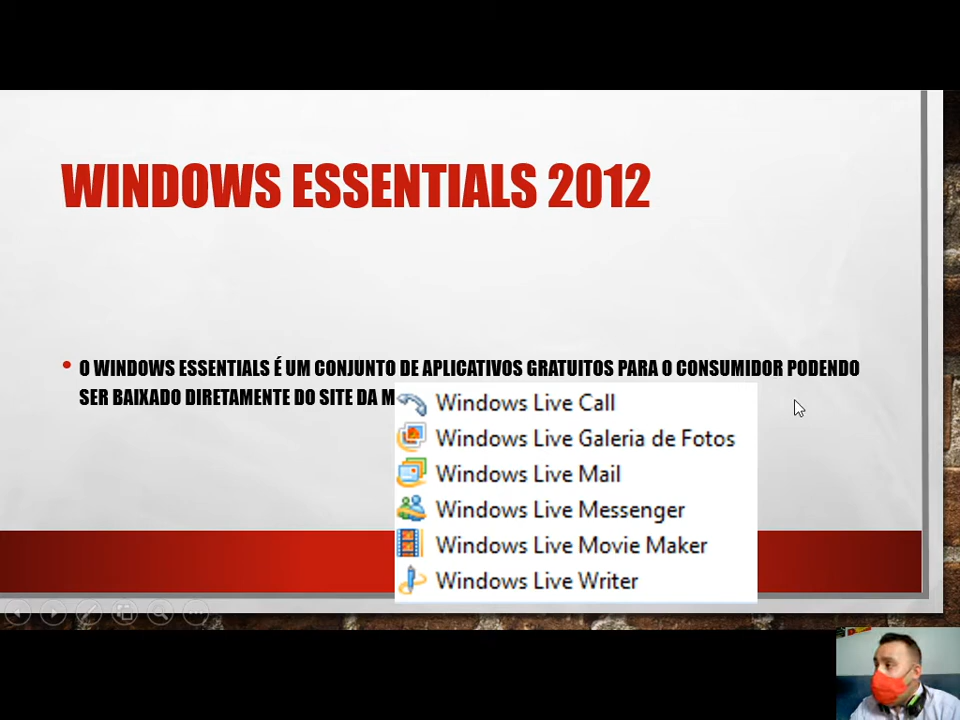 WINDOWS ESSENTIALS 2012
• O WINDOWS ESSENTIALS É UM CONJUNTO DE APLICATIVOS GRATUITOS PARA O CONSUMIDOR PODENDO
SER BAIXADO DIRETAMENTE DO SITE DA M
Windows Live Call
Windows Live Galeria de Fotos
Windows Live Mail
Windows Live Messenger
Windows Live Movie Maker
Windows Live Writer